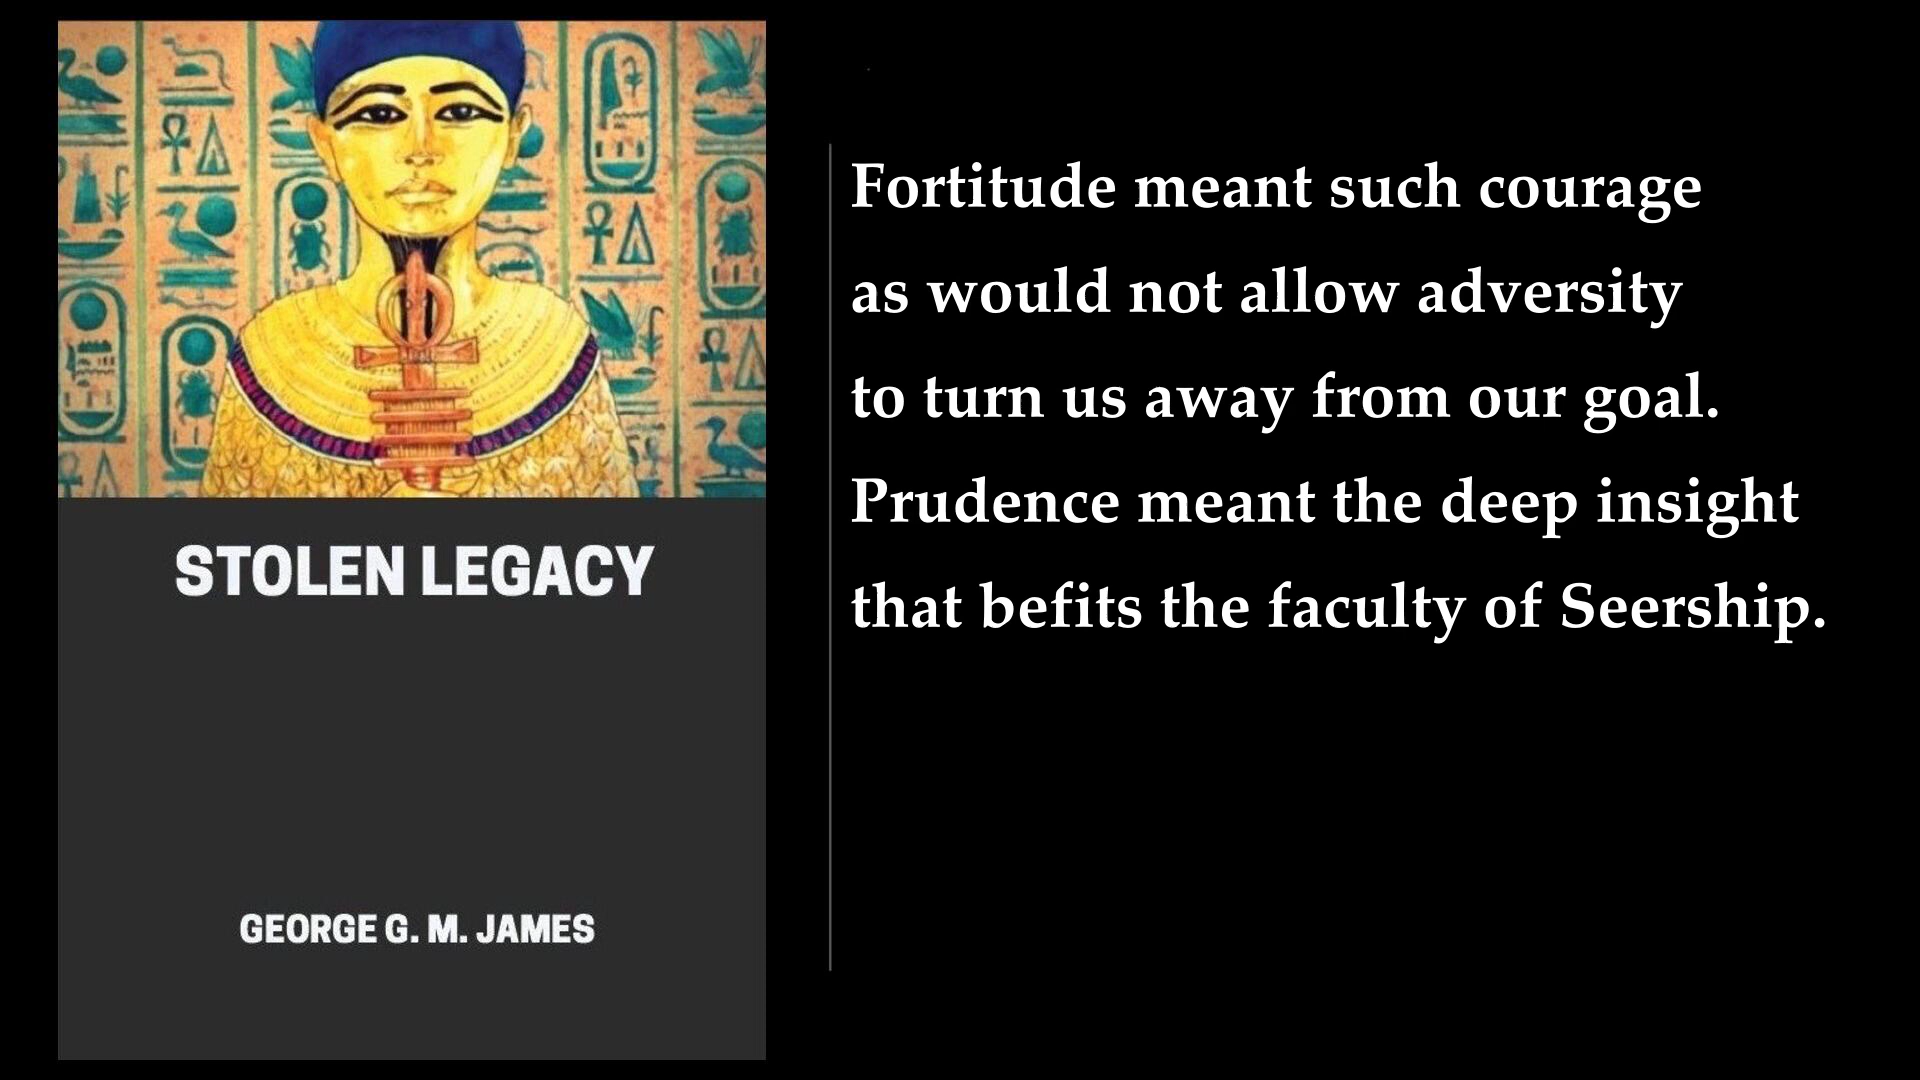 STOLEN LEGACY
GEORGE G. M. JAMES
Fortitude meant such courage
as would not allow adversity
to turn us away from our goal.
Prudence meant the deep insight
that befits the faculty of Seership.